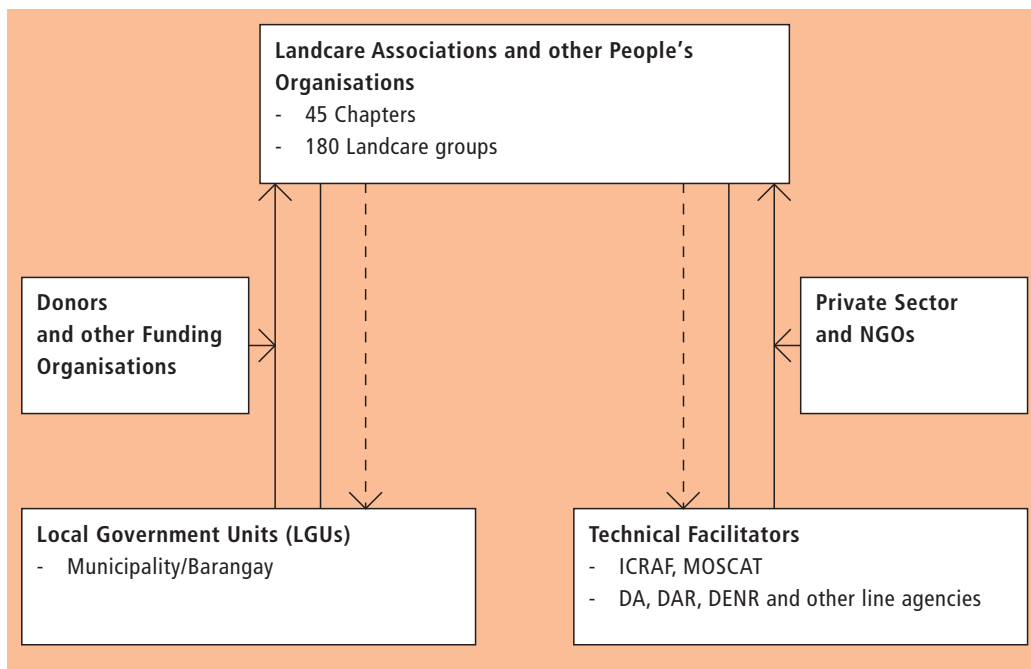 Landcare Associations and other People's
Organisations
- 45 Chapters
- 180 Landcare groups
Donors
and other Funding
Organisations
Private Sector
and NGOs
Local Government Units (LGUs)
- Municipality/Barangay
Technical Facilitators
- ICRAF, MOSCAT
- DA, DAR, DENR and other line agencies